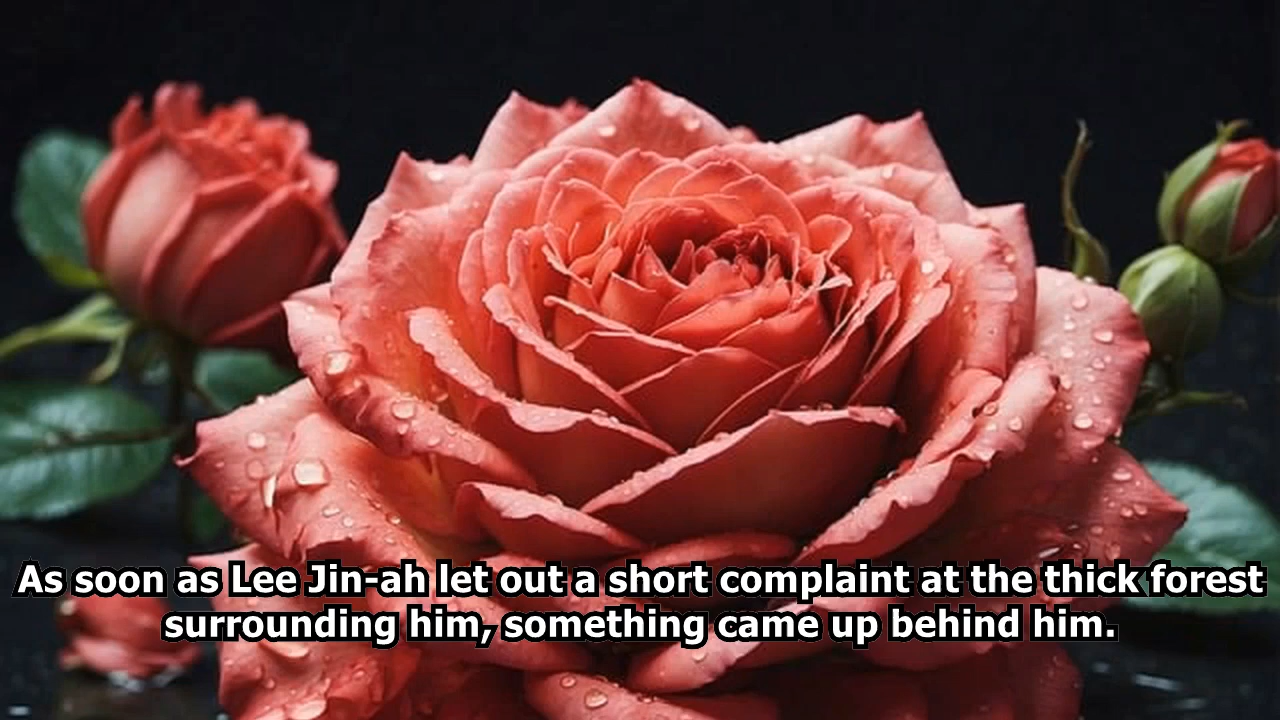 As soon as Lee Jin-ah let out a short complaint at the thick forest
surrounding him, something came up behind him.